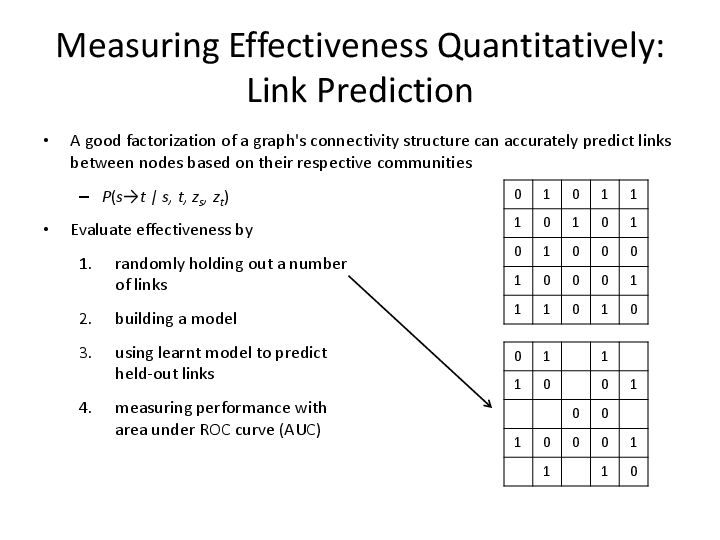 Measuring Effectiveness Quantitatively:
Link Prediction
• A good factorization of a graph's connectivity structure can accurately predict links
between nodes based on their respective communities
– P(s→t | s, t, zs, zt)
• Evaluate effectiveness by
1. randomly holding out a number
of links
2. building a model
3. using learnt model to predict
held-out links
4. measuring performance with
area under ROC curve (AUC)
0 1 0 1 1
1 0 1 0 1
0 1 0 0 0
1 0 0 0 1
1 1 0 1 0
0 1 1
1 0 0 1
0 0
1 0 0 0 1
1 1 0